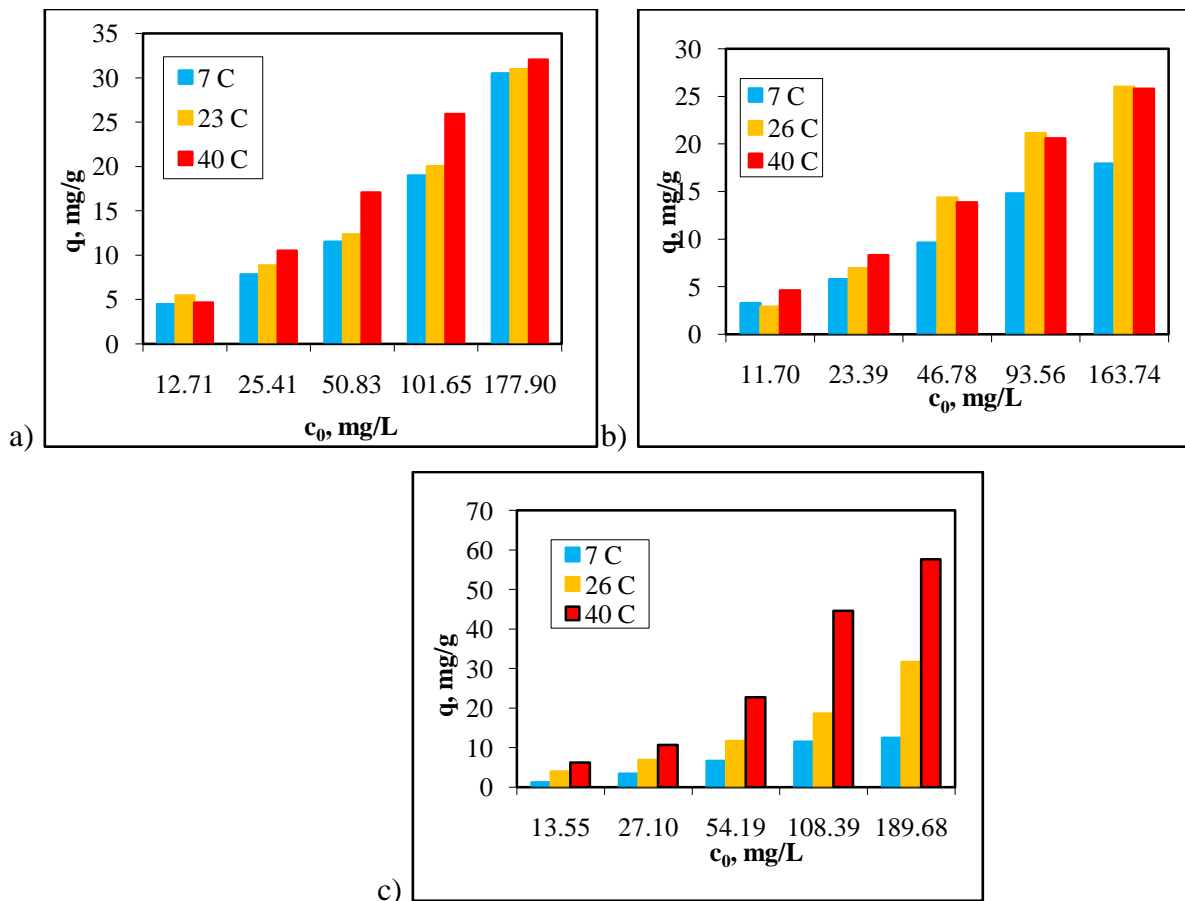 35
30
25
20
15
10
5
0
q, mg/g
7 C
23 C
40 C
12.71 25.41 50.83 101.65 177.90
c₀, mg/L
a)
30
25
20
15
10
5
0
q, mg/g
7 C
26 C
40 C
11.70 23.39 46.78 93.56 163.74
c₀, mg/L
b)
70
60
50
40
30
20
10
0
q, mg/g
7 C
26 C
40 C
13.55 27.10 54.19 108.39 189.68
c₀, mg/L
c)